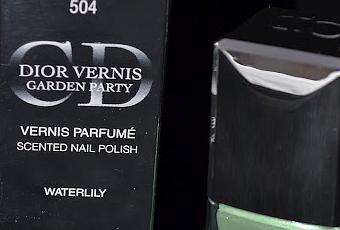 504
CD
DIOR VERNIS
GARDEN PARTY
VERNIS PARFUMÉ
SCENTED NAIL POLISH
WATERLILY